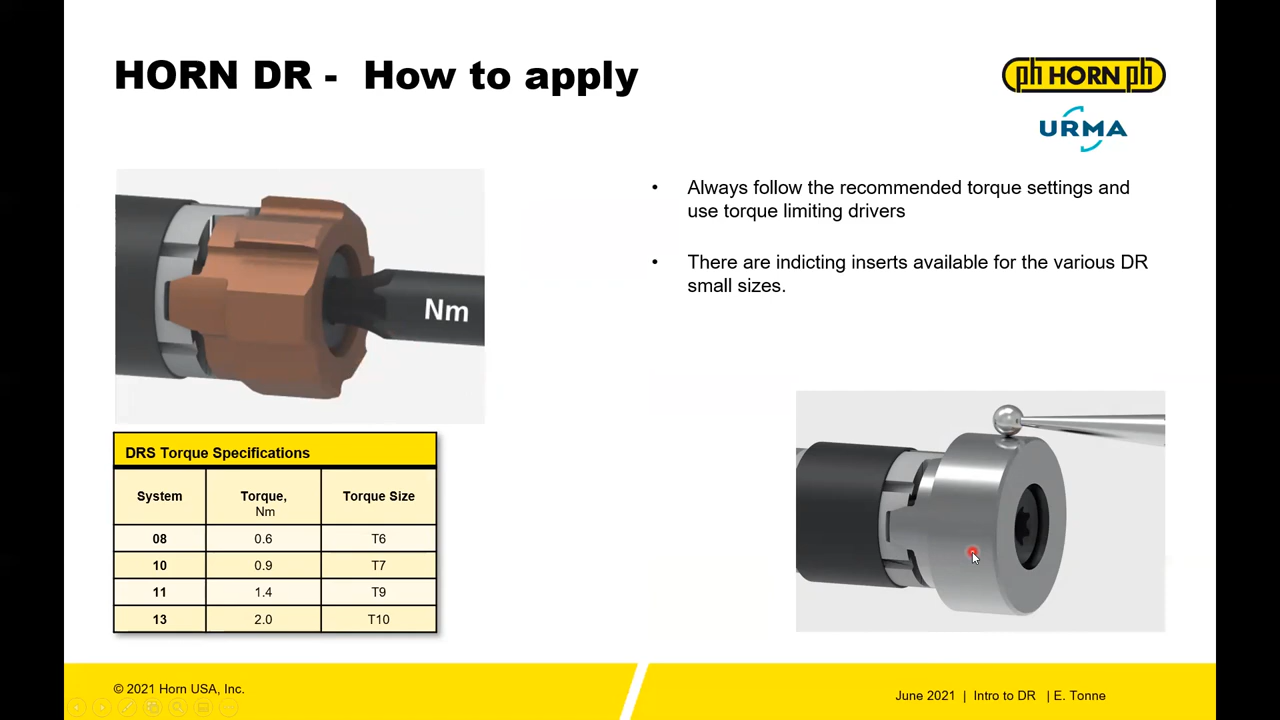 HORN DR - How to apply
ph HORN ph
URMA
• Always follow the recommended torque settings and
use torque limiting drivers
• There are indicting inserts available for the various DR
small sizes.
Nm
DRS Torque Specifications
System Torque, Nm Torque Size
08 0.6 T6
10 0.9 T7
11 1.4 T9
13 2.0 T10
© 2021 Horn USA, Inc.
June 2021 | Intro to DR | E. Tonne